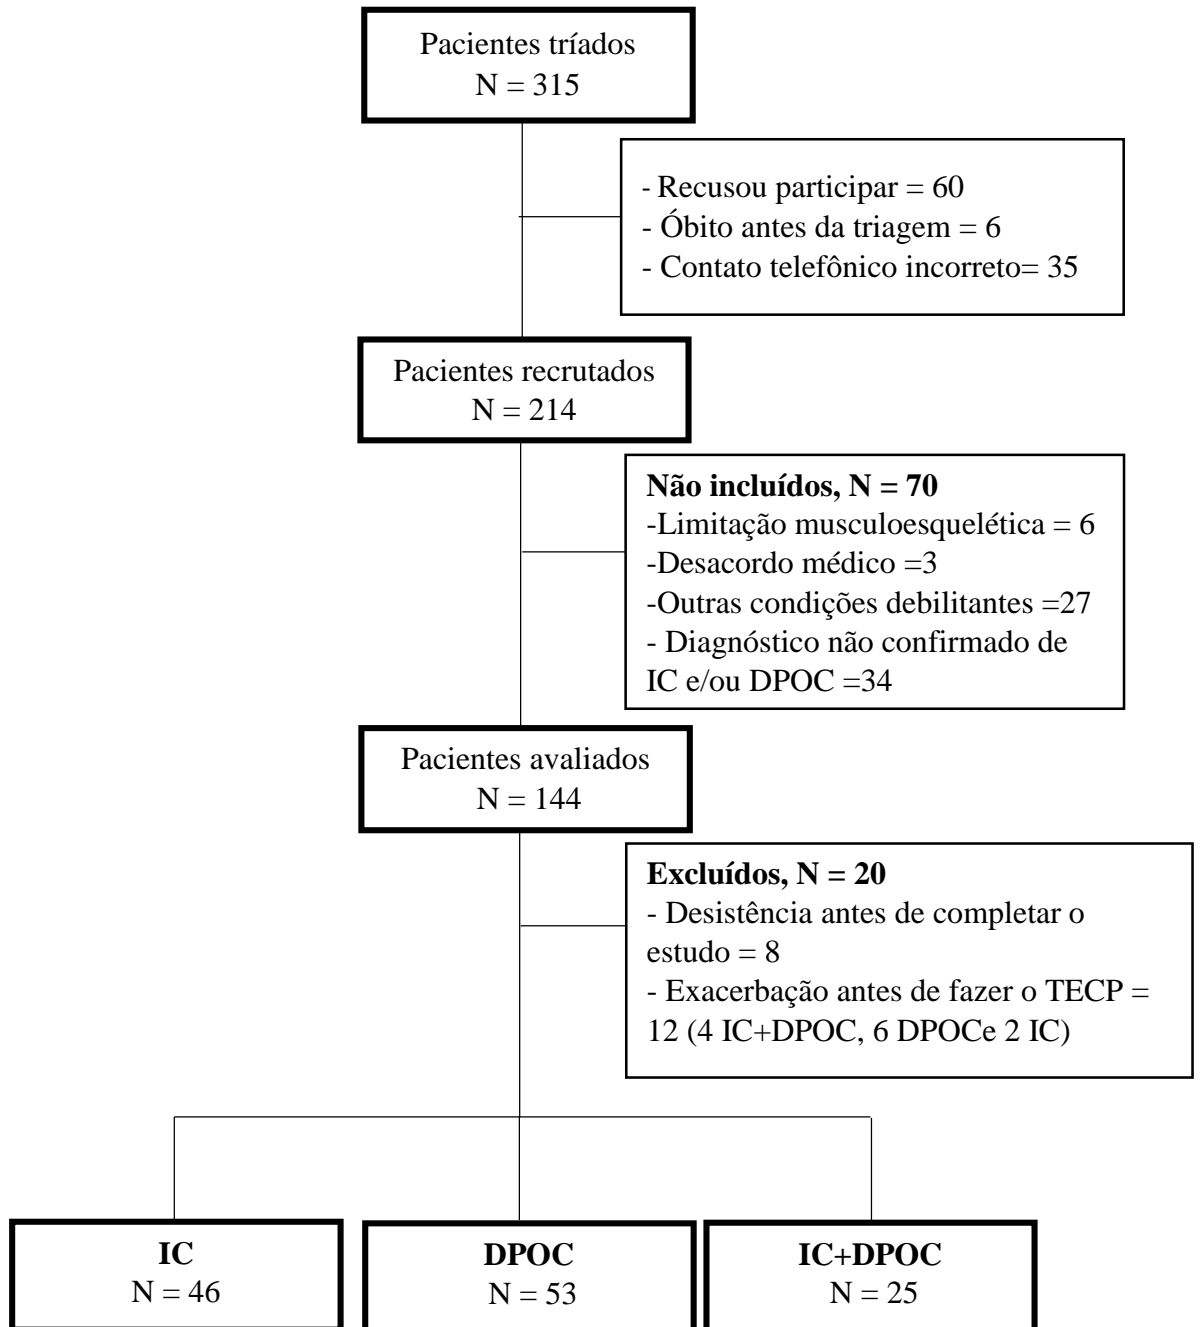 Pacientes tríados
N = 315
- Recusou participar = 60
- Óbito antes da triagem = 6
- Contato telefônico incorreto= 35
Pacientes recrutados
N = 214
Não incluídos, N = 70
-Limitação musculoesquelética = 6
-Desacordo médico =3
-Outras condições debilitantes =27
- Diagnóstico não confirmado de
IC e/ou DPOC =34
Pacientes avaliados
N = 144
Excluídos, N = 20
- Desistência antes de completar o
estudo = 8
- Exacerbação antes de fazer o TECP =
12 (4 IC+DPOC, 6 DPOCe 2 IC)
IC
N = 46
DPOC
N = 53
IC+DPOC
N = 25